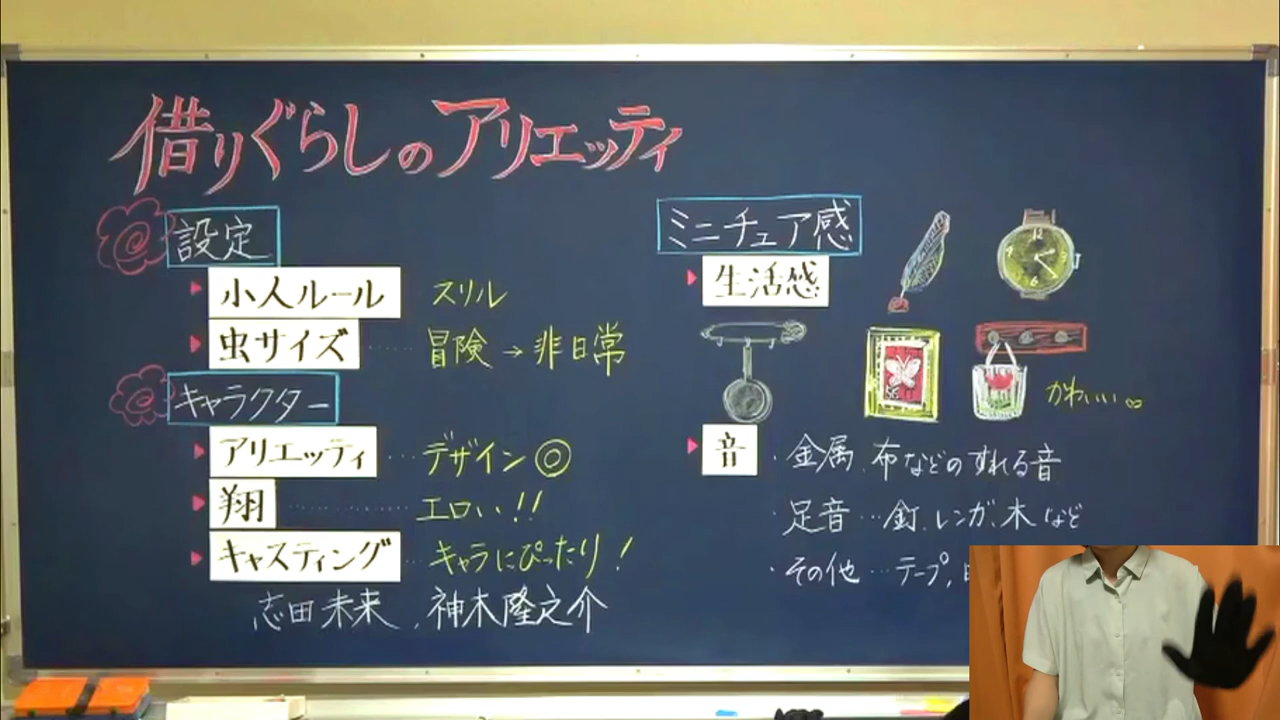 借りぐらしのアリエッティ
設定
小人ルール スリル
虫サイズ …… 冒険→非日常
キャラクター
アリエッティ … デザイン◎
翔 …… エロい!!
キャスティング … キャラにぴったり!
志田未来、神木隆之介
ミニチュア感
生活感
かわいい
音 ・金属、布などのすれる音
・足音…釘、レンガ、木など
・その他…テープ、